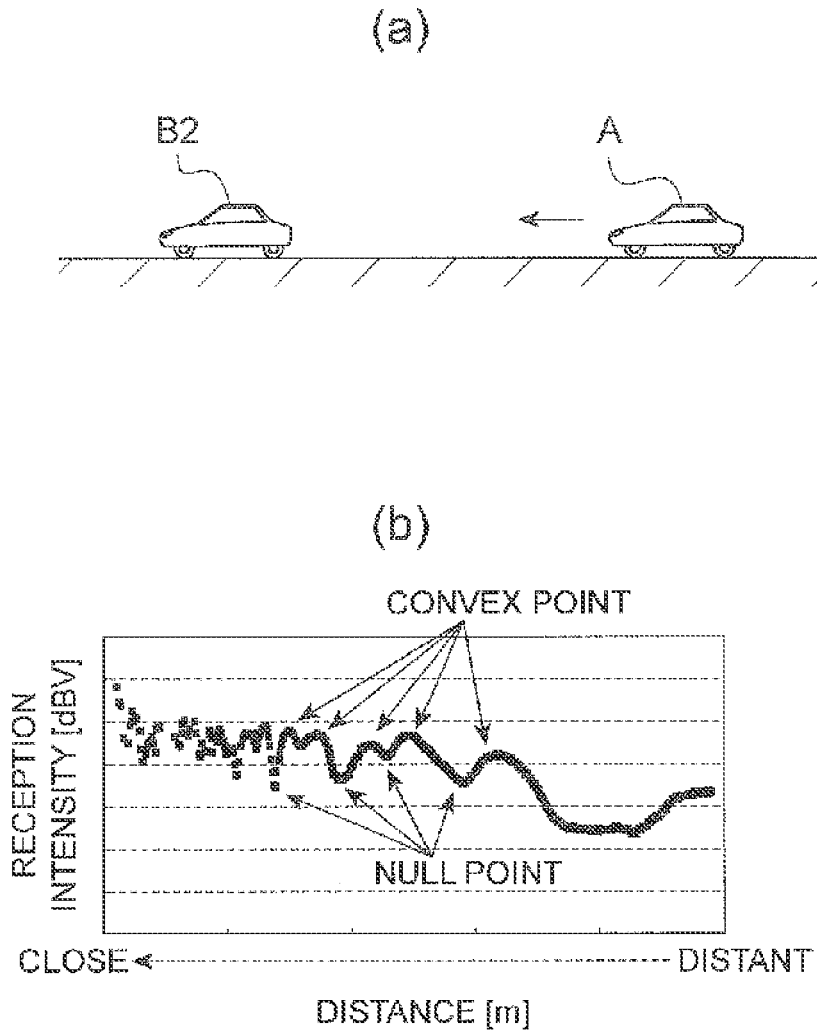 (a)
B2
A
(b)
CONVEX POINT
RECEPTION
INTENSITY [dBV]
NULL POINT
CLOSE
DISTANT
DISTANCE [m]